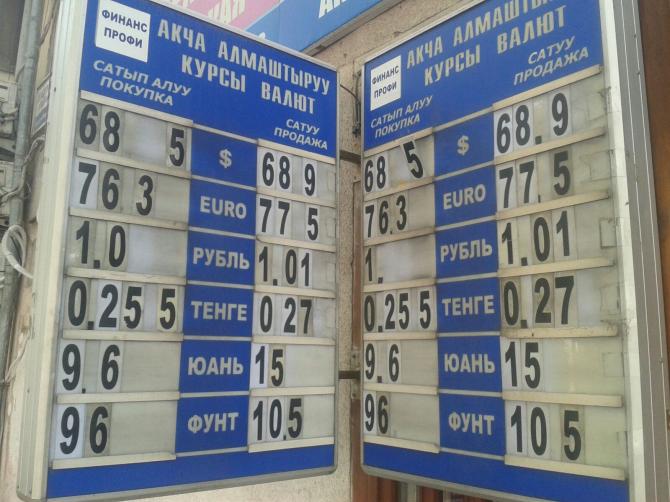 ФИНАНС
ПРОФИ
АКЧА АЛМАШТЫРУУ
КУРСЫ ВАЛЮТ
САТЫП АЛУУ
ПОКУПКА
САТУУ
ПРОДАЖА
68 5 $ 68 9
76 3 EURO 77 5
1.0 РУБЛЬ 1.01
0.25 5 ТЕНГЕ 0 27
9.6 ЮАНЬ 15
96 ФУНТ 10.5
ФИНАНС
ПРОФИ
АКЧА АЛМАШТЫРУУ
КУРСЫ ВАЛЮТ
САТЫП АЛУУ
ПОКУПКА
САТУУ
ПРОДАЖА
68 5 $ 68.9
76.3 EURO 77.5
1. РУБЛЬ 1.01
0.25 5 ТЕНГЕ 0.27
9.6 ЮАНЬ 15
96 ФУНТ 10 5